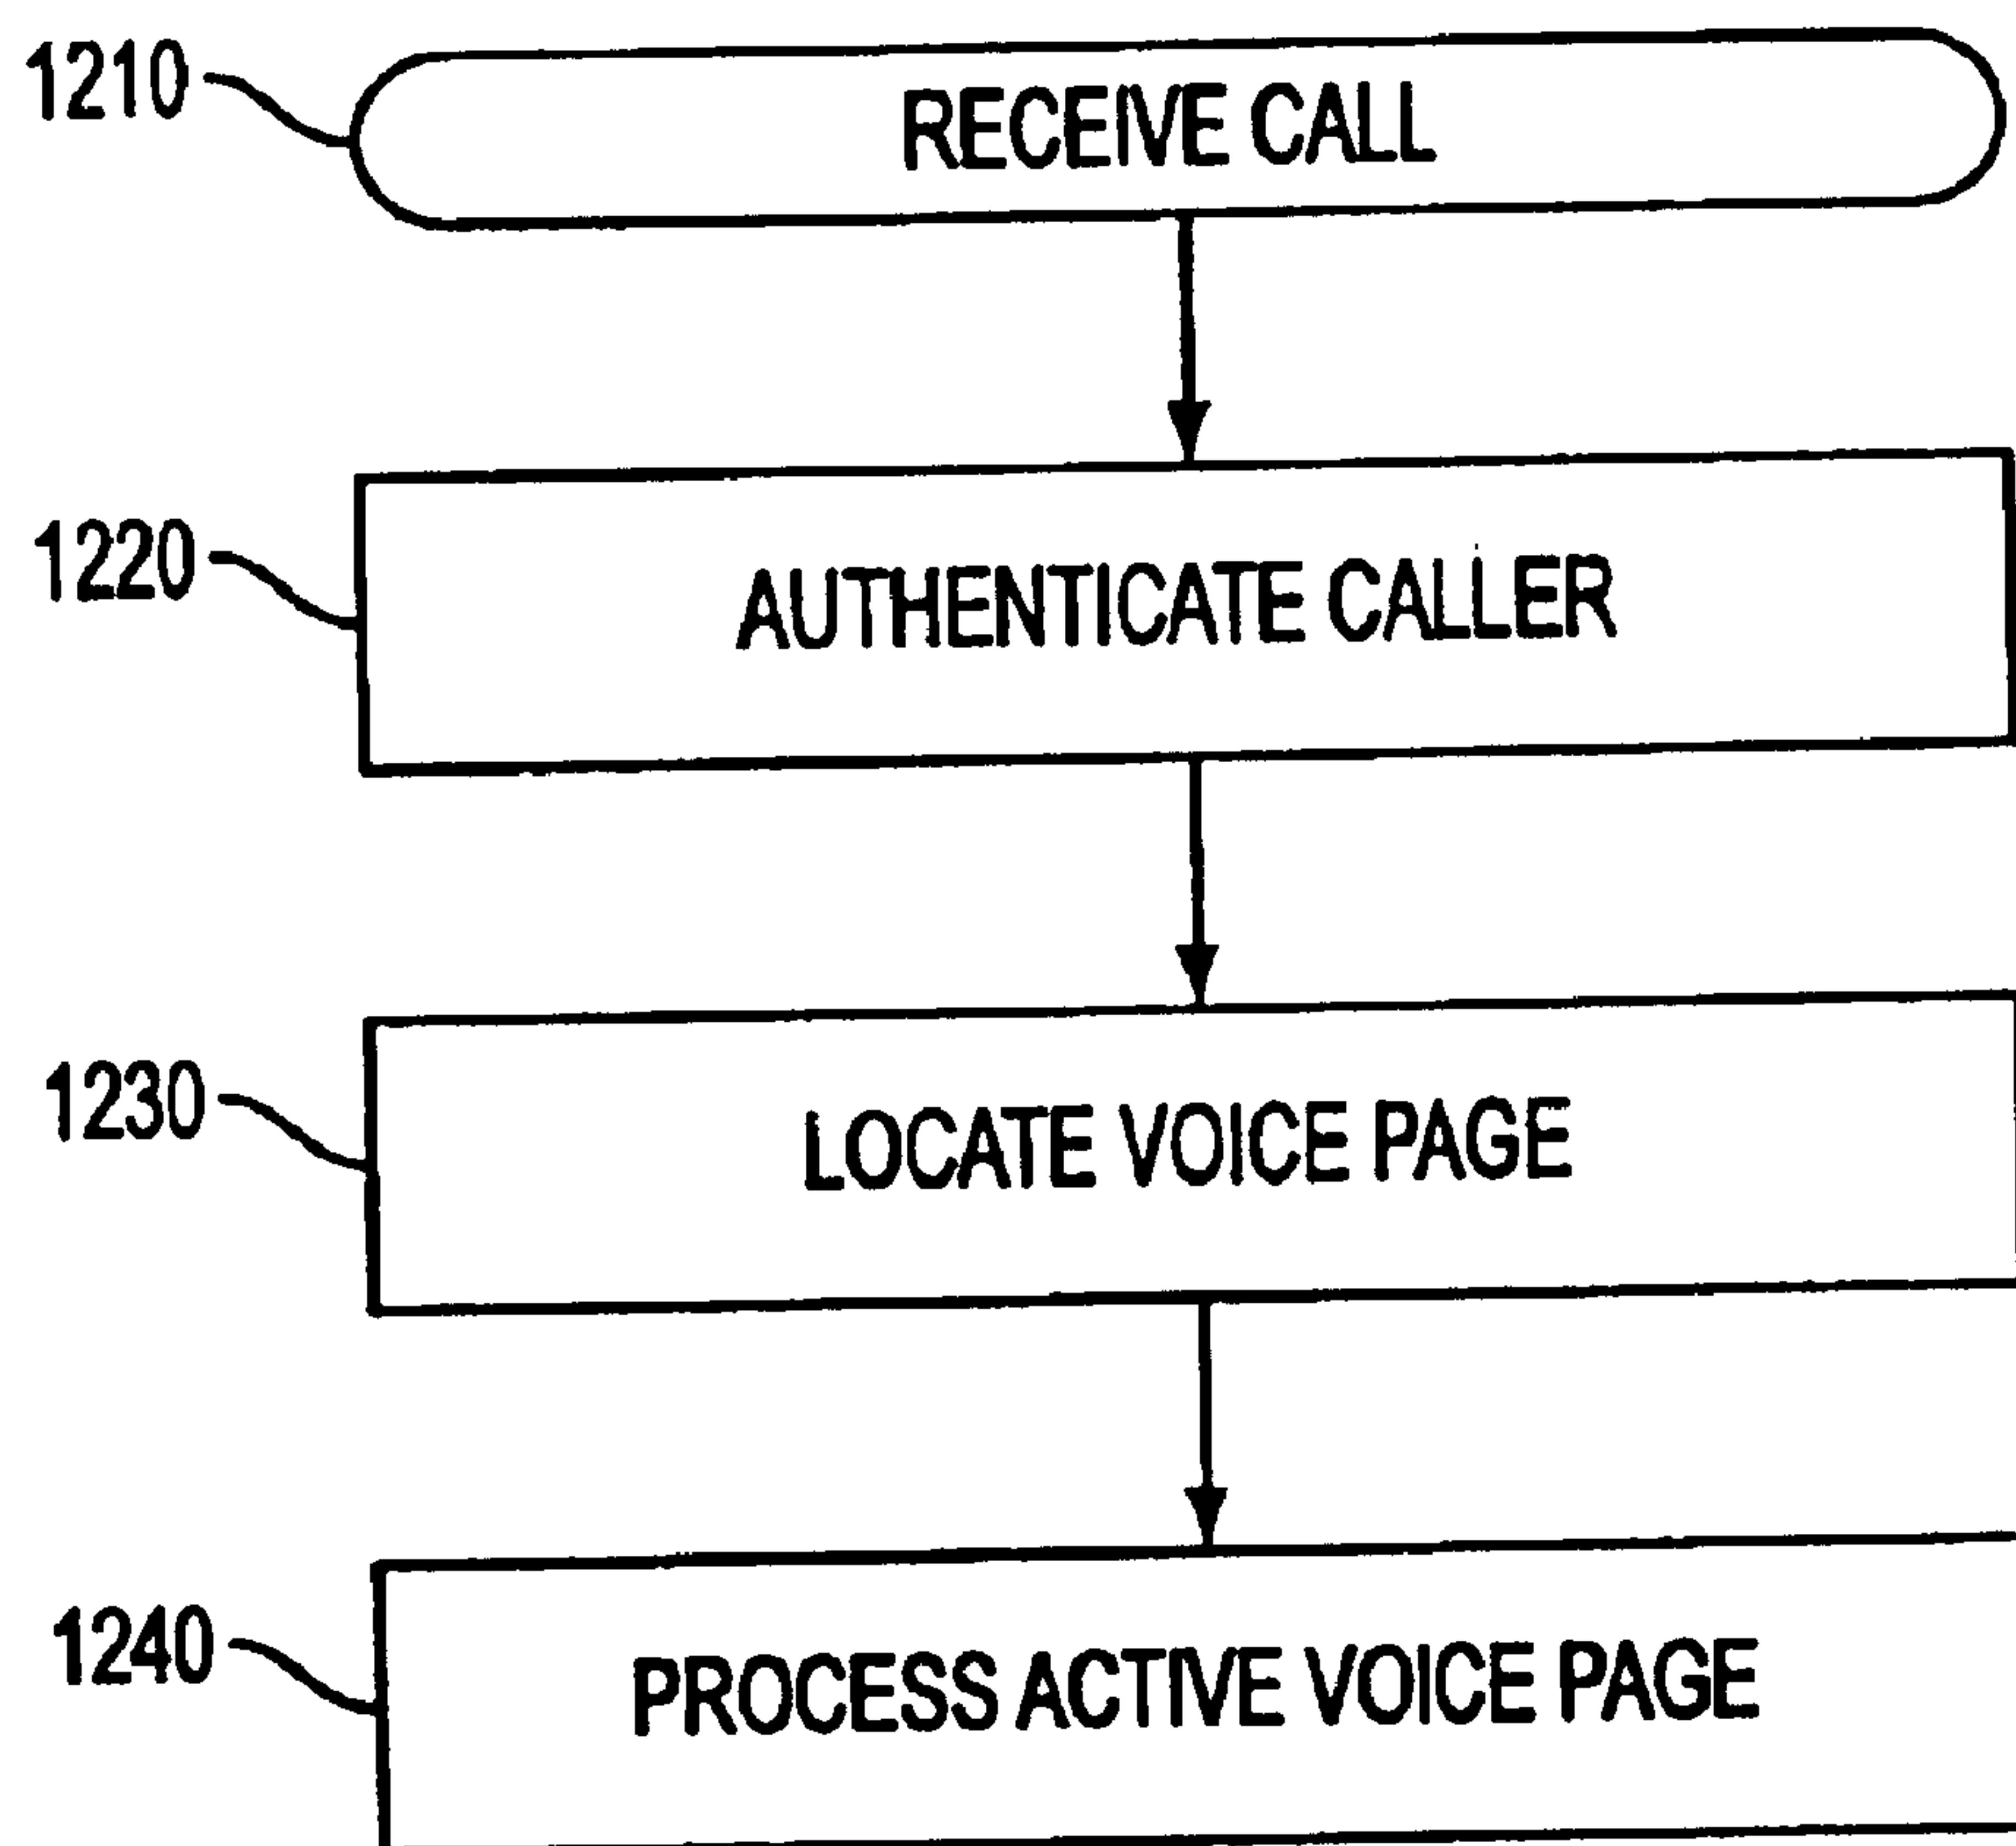 1210 RECEIVE CALL
1220 AUTHENTICATE CALLER
1230 LOCATE VOICE PAGE
1240 PROCESS ACTIVE VOICE PAGE